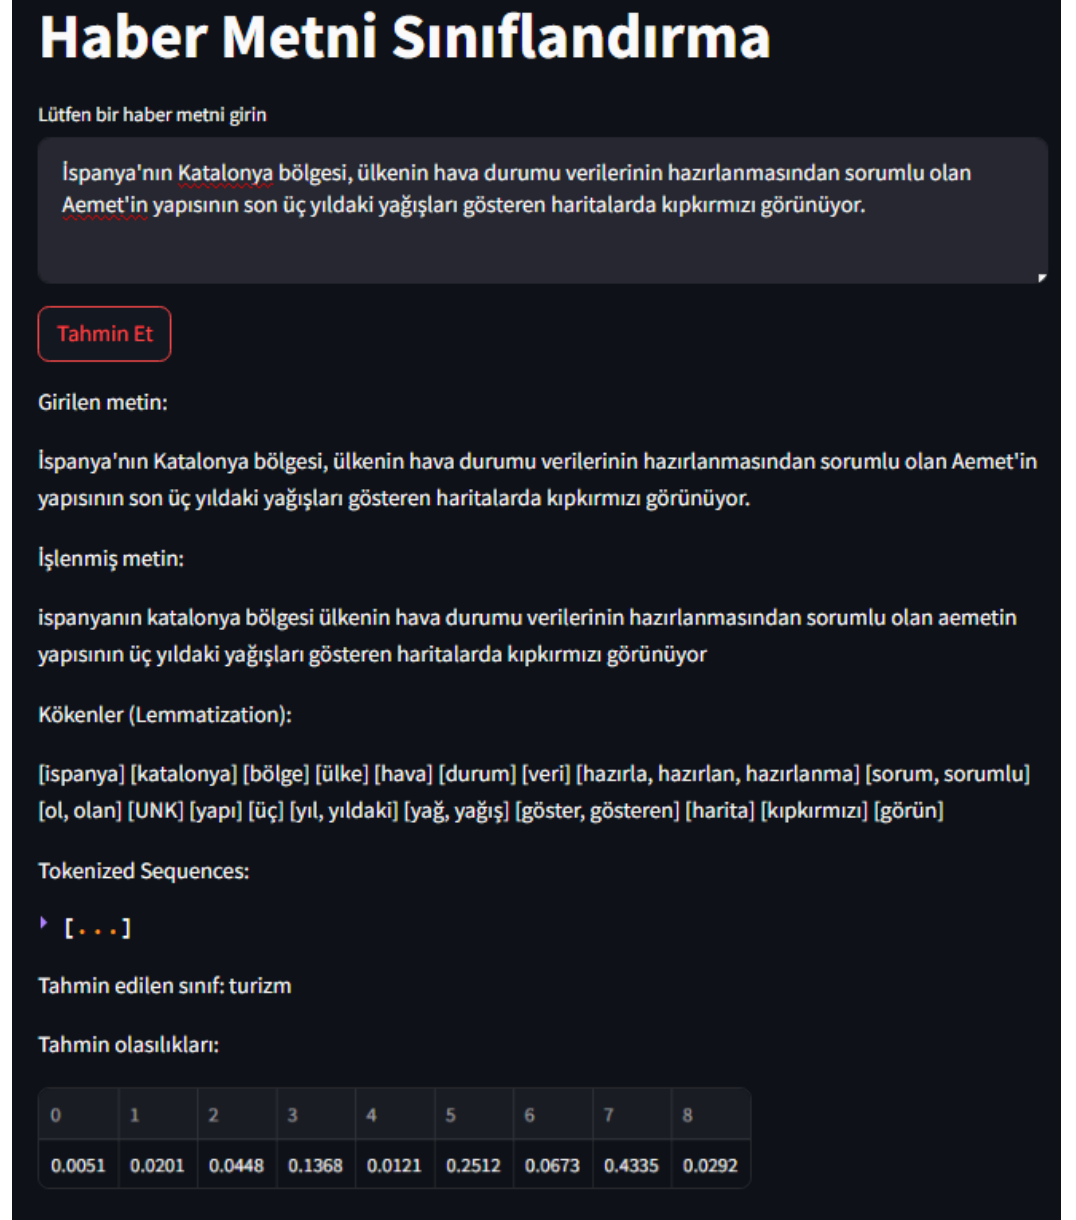 Haber Metni Sınıflandırma
Lütfen bir haber metni girin
İspanya'nın Katalonya bölgesi, ülkenin hava durumu verilerinin hazırlanmasından sorumlu olan
Aemet'in yapısının son üç yıldaki yağışları gösteren haritalarda kıpkırmızı görünüyor.
Tahmin Et
Girilen metin:
İspanya'nın Katalonya bölgesi, ülkenin hava durumu verilerinin hazırlanmasından sorumlu olan Aemet'in
yapısının son üç yıldaki yağışları gösteren haritalarda kıpkırmızı görünüyor.
İşlenmiş metin:
ispanyanın katalonya bölgesi ülkenin hava durumu verilerinin hazırlanmasından sorumlu olan aemetin
yapısının üç yıldaki yağışları gösteren haritalarda kıpkırmızı görünüyor
Kökenler (Lemmatization):
[ispanya] [katalonya] [bölge] [ülke] [hava] [durum] [veri] [hazırla, hazırlan, hazırlanma] [sorum, sorumlu]
[ol, olan] [UNK] [yapı] [üç] [yıl, yıldaki] [yağ, yağış] [göster, gösteren] [harita] [kıpkırmızı] [görün]
Tokenized Sequences:
[...]
Tahmin edilen sınıf: turizm
Tahmin olasılıkları:
0 1 2 3 4 5 6 7 8
0.0051 0.0201 0.0448 0.1368 0.0121 0.2512 0.0673 0.4335 0.0292